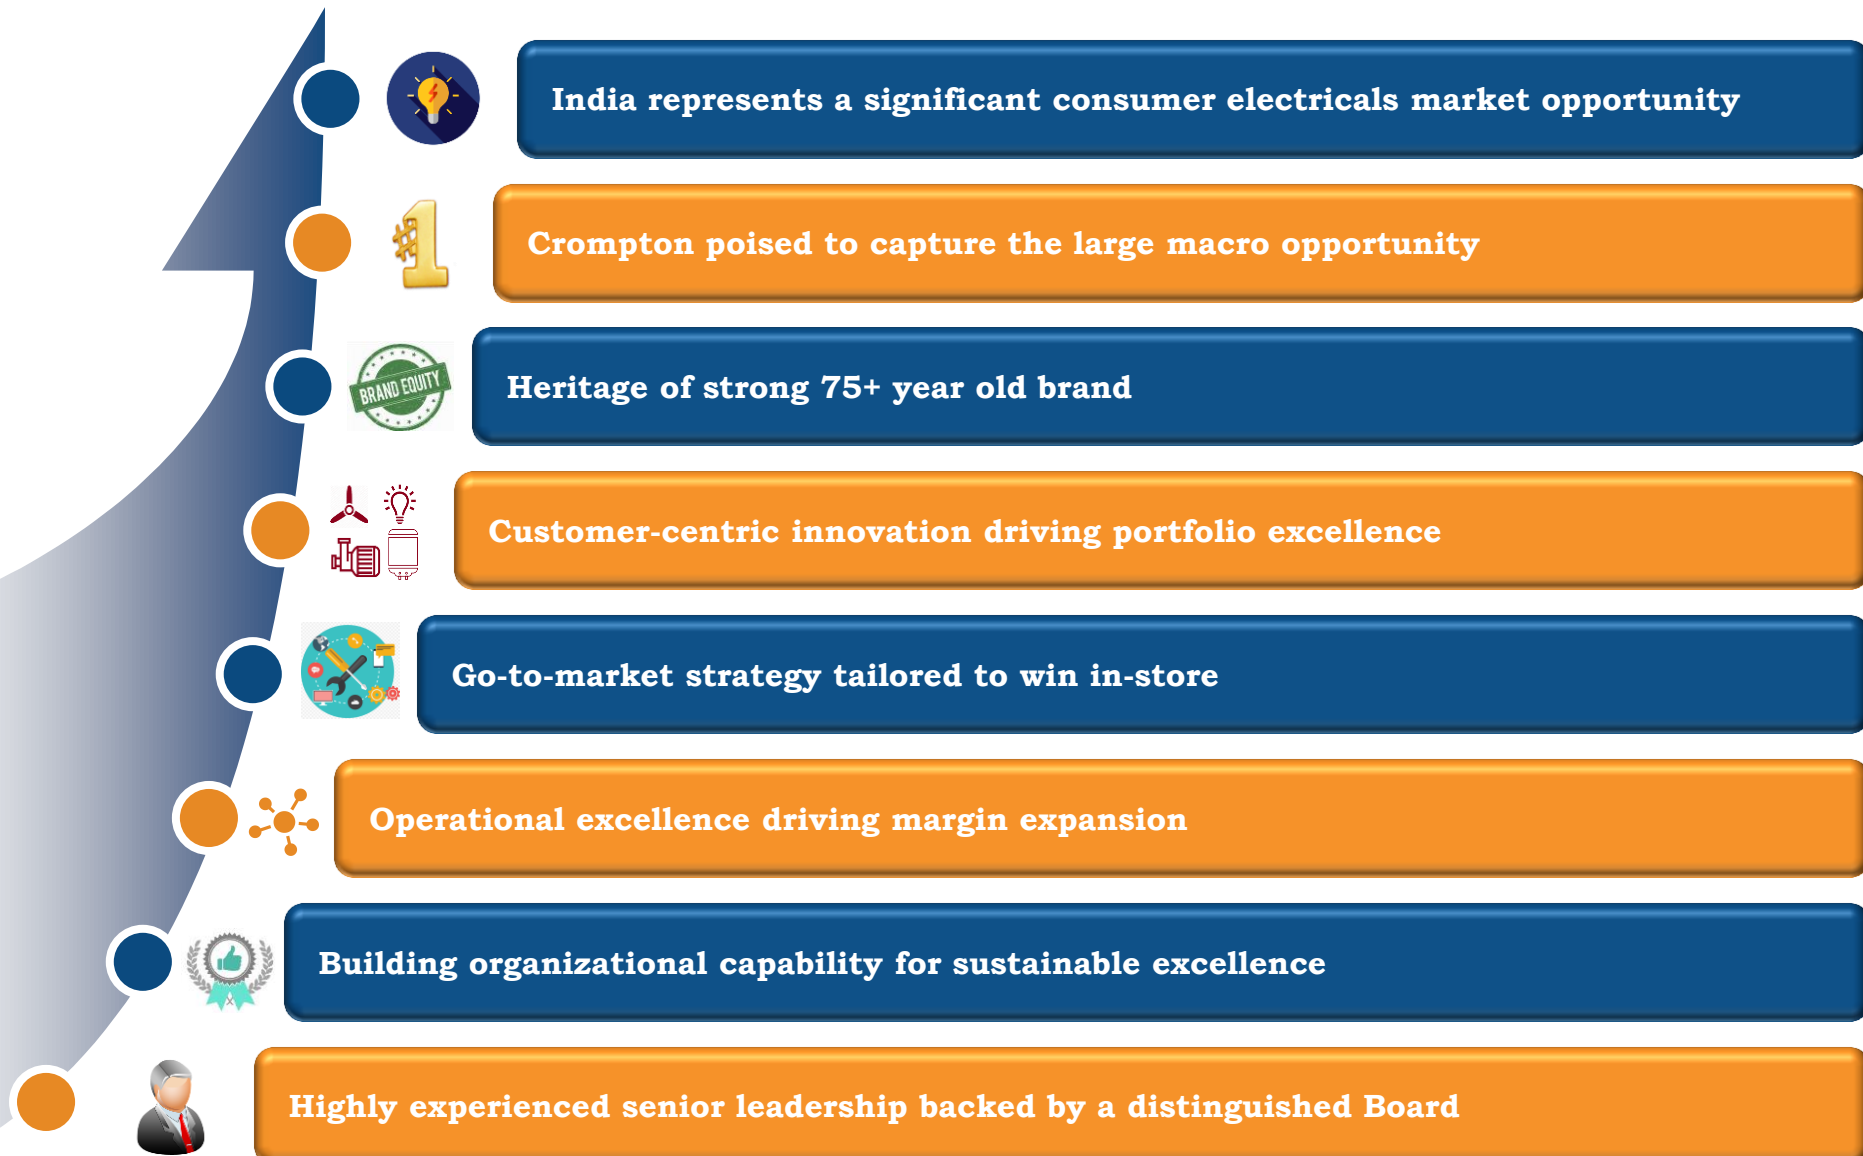 India represents a significant consumer electricals market opportunity
#1
Crompton poised to capture the large macro opportunity
BRAND EQUITY
Heritage of strong 75+ year old brand
Customer-centric innovation driving portfolio excellence
Go-to-market strategy tailored to win in-store
Operational excellence driving margin expansion
Building organizational capability for sustainable excellence
Highly experienced senior leadership backed by a distinguished Board